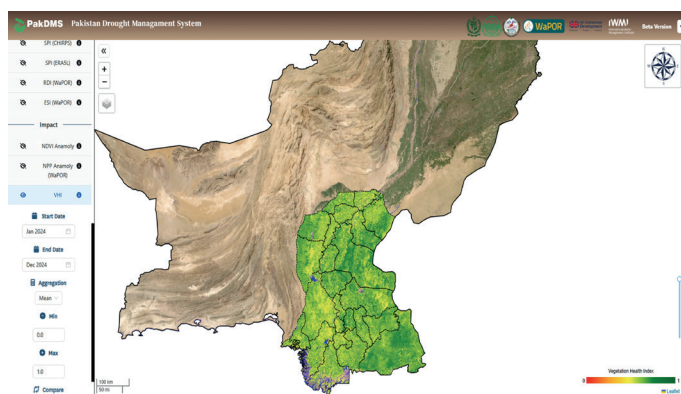 PakDMS Pakistan Drought Managament System
WaPOR
IWMI
Beta Version
SPI (CHIRPS)
SPI (ERA5L)
RDI (WaPOR)
ESI (WaPOR)
Impact
NDVI Anamoly
NPP Anamoly
(WaPOR)
VHI
Start Date
Jan 2024
End Date
Dec 2024
Aggregation
Mean
Min
0.0
Max
1.0
Compare
«
+
−
N
100 km
50 mi
Vegetation Health Index
0 1
Leaflet